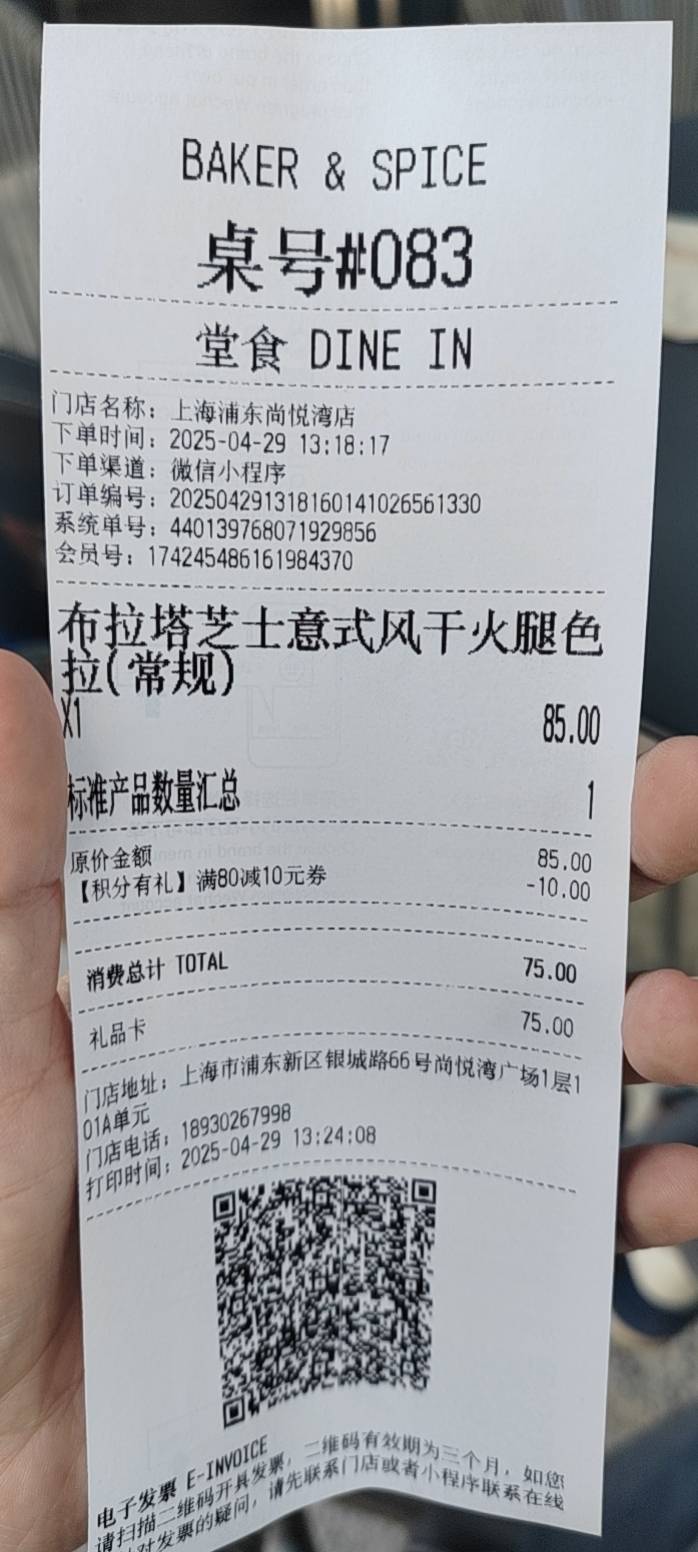 BAKER & SPICE
桌号#083
堂食 DINE IN
门店名称: 上海浦东尚悦湾店
下单时间: 2025-04-29 13:18:17
下单渠道: 微信小程序
订单编号: 2025042913181601410265613​30
系统单号: 440139768071929856
会员号: 174245486161984370
布拉塔芝士意式风干火腿色
拉(常规)
X1 85.00
标准产品数量汇总 1
原价金额 85.00
【积分有礼】满80减10元券 -10.00
消费总计 TOTAL 75.00
礼品卡 75.00
门店地址: 上海市浦东新区银城路66号尚悦湾广场1层1
01A单元
门店电话: 18930267998
打印时间: 2025-04-29 13:24:08
电子发票 E-INVOICE
请扫描二维码开具发票, 二维码有效期为三个月, 如您
对发票的疑问, 请先联系门店或者小程序联系在线